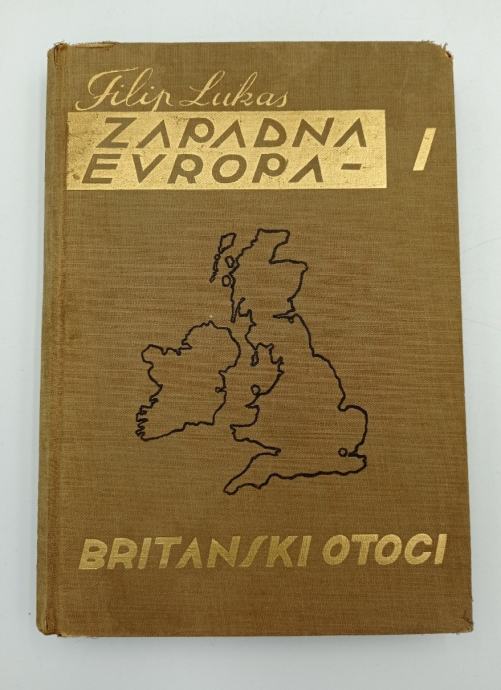 Filip Lukas
ZAPADNA
EVROPA - I
BRITANSKI OTOCI